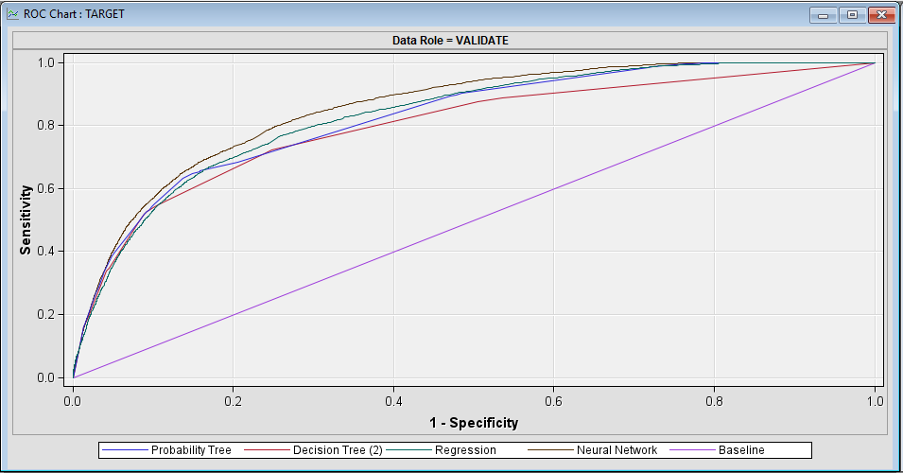 ROC Chart : TARGET
Data Role = VALIDATE
1.0
0.8
0.6
0.4
0.2
0.0
Sensitivity
0.0 0.2 0.4 0.6 0.8 1.0
1 - Specificity
Probability Tree Decision Tree (2) Regression Neural Network Baseline